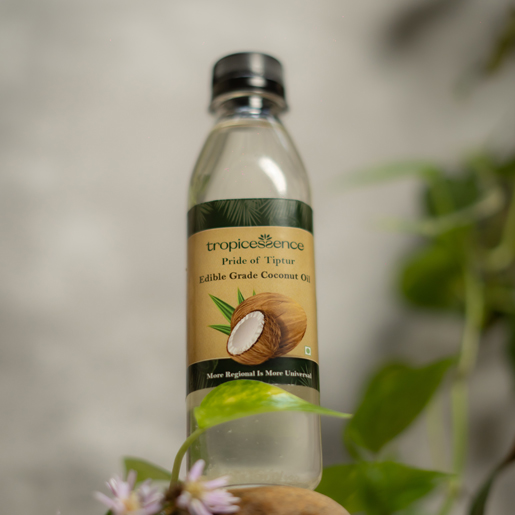 tropicessence
Pride of Tiptur
Edible Grade Coconut Oil
More Regional Is More Universal